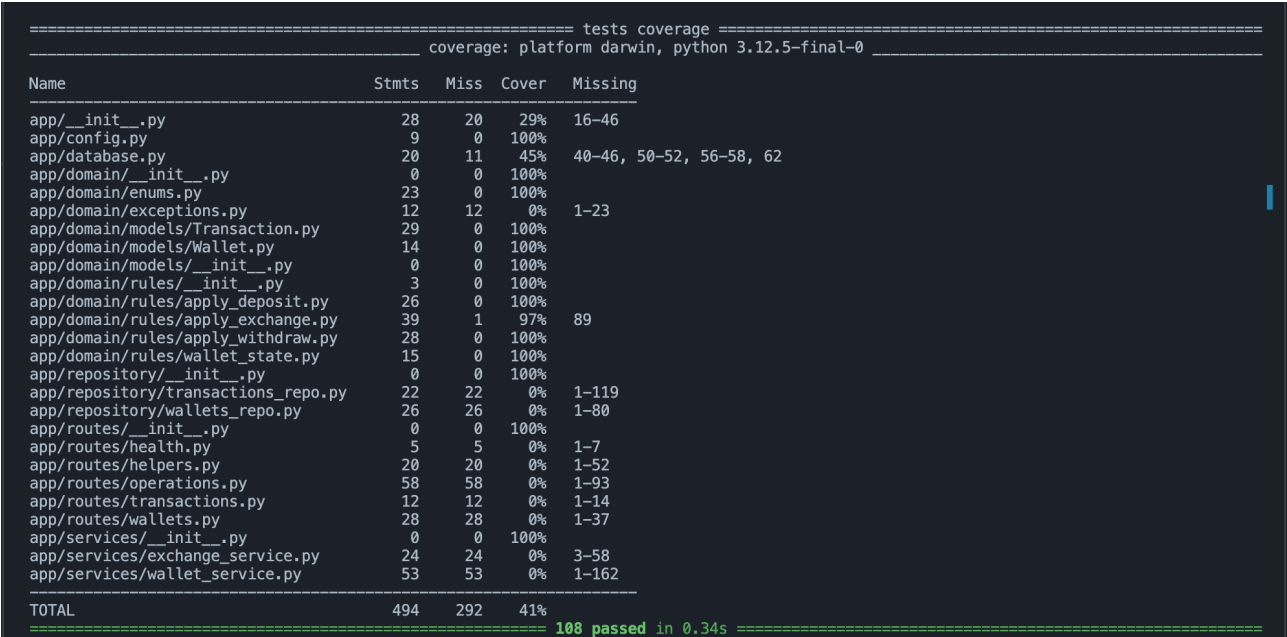 ============================================================ tests coverage ============================================================
___________________________________________ coverage: platform darwin, python 3.12.5-final-0 ___________________________________________
Name                                   Stmts   Miss  Cover   Missing
--------------------------------------------------------------------
app/__init__.py                           28     20    29%   16-46
app/config.py                              9      0   100%
app/database.py                           20     11    45%   40-46, 50-52, 56-58, 62
app/domain/__init__.py                     0      0   100%
app/domain/enums.py                       23      0   100%
app/domain/exceptions.py                  12     12     0%   1-23
app/domain/models/Transaction.py          29      0   100%
app/domain/models/Wallet.py               14      0   100%
app/domain/models/__init__.py              0      0   100%
app/domain/rules/__init__.py               3      0   100%
app/domain/rules/apply_deposit.py         26      0   100%
app/domain/rules/apply_exchange.py        39      1    97%   89
app/domain/rules/apply_withdraw.py        28      0   100%
app/domain/rules/wallet_state.py          15      0   100%
app/repository/__init__.py                 0      0   100%
app/repository/transactions_repo.py       22     22     0%   1-119
app/repository/wallets_repo.py            26     26     0%   1-80
app/routes/__init__.py                     0      0   100%
app/routes/health.py                       5      5     0%   1-7
app/routes/helpers.py                     20     20     0%   1-52
app/routes/operations.py                  58     58     0%   1-93
app/routes/transactions.py                12     12     0%   1-14
app/routes/wallets.py                     28     28     0%   1-37
app/services/__init__.py                   0      0   100%
app/services/exchange_service.py          24     24     0%   3-58
app/services/wallet_service.py            53     53     0%   1-162
--------------------------------------------------------------------
TOTAL                                    494    292    41%
========================================================= 108 passed in 0.34s ==========================================================